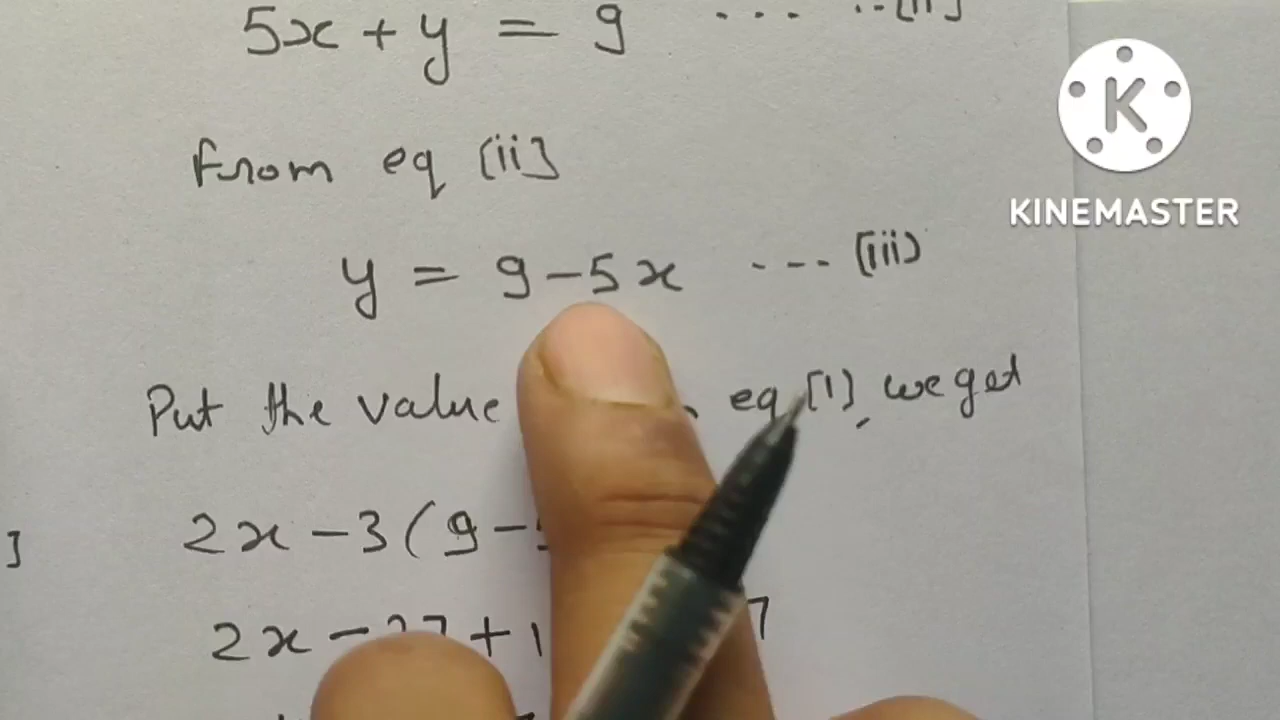 5x + y = 9 --- --[ii]
From eq [ii]
y = 9-5x --- [iii)
Put the value eq [1], we get
2x-3(9-
]
2x-27+1 7
KINEMASTER